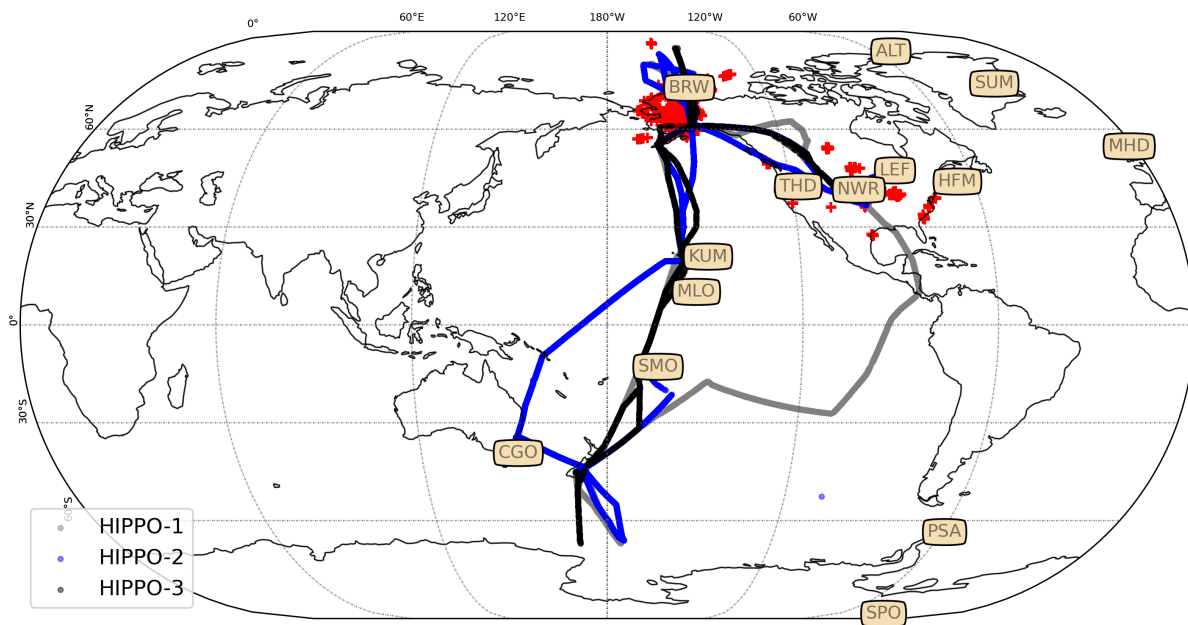 0° 60°E 120°E 180°W 120°W 60°W
ALT
SUM
BRW
60°N
MHD
LEF
HFM
THD
NWR
30°N
KUM
MLO
0°
SMO
30°S
CGO
60°S
PSA
HIPPO-1
HIPPO-2
HIPPO-3
SPO